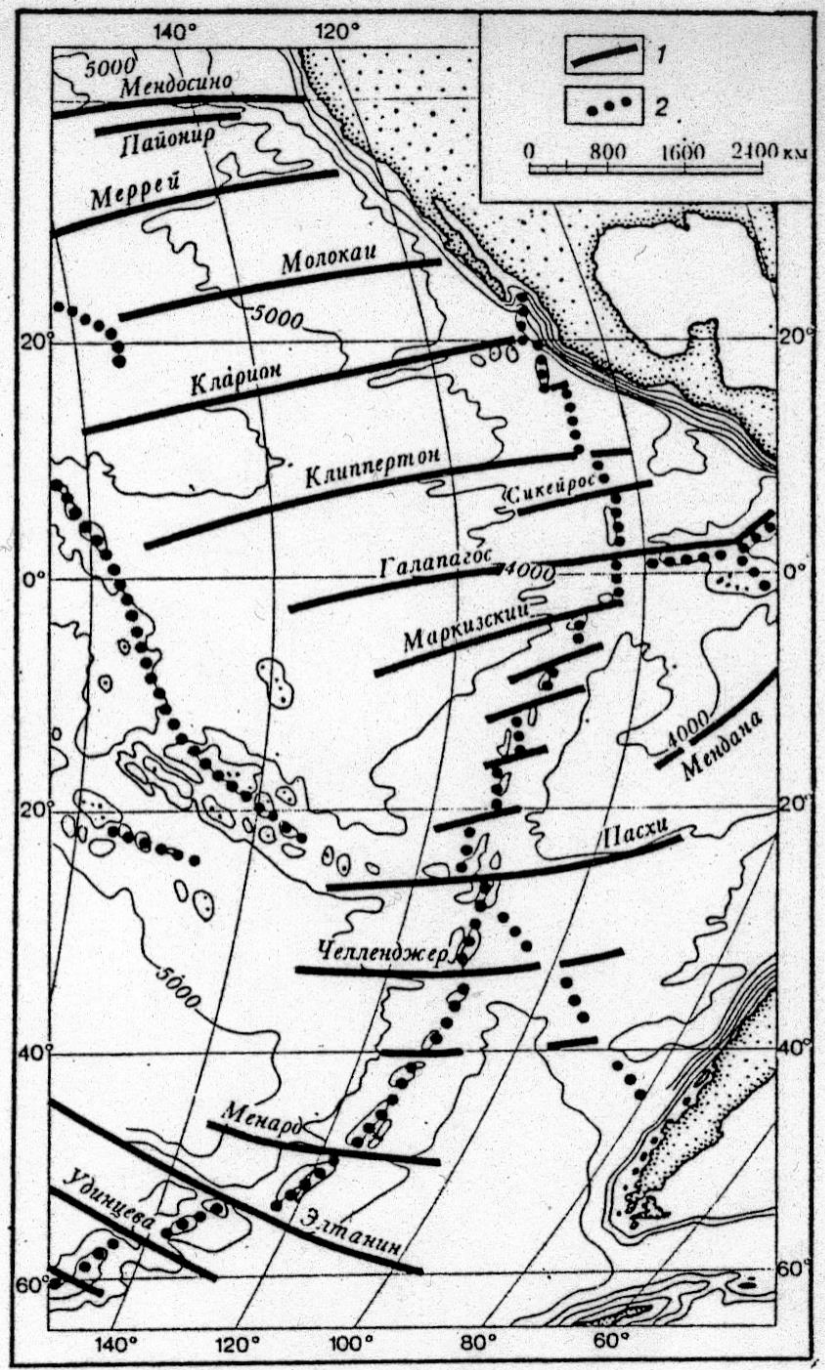 140° 120°
1
2
0 800 1600 2400 км
5000
Мендосино
Пайонир
Меррей
Молокаи
5000
20° 20°
Кларион
Клиппертон
Сикейрос
Галапагос
4000
0° 0°
Маркизский
4000
Мендана
20° 20°
Пасхи
Челленджер
5000
40° 40°
Менард
Удинцева
Элтанин
60° 60°
140° 120° 100° 80° 60°